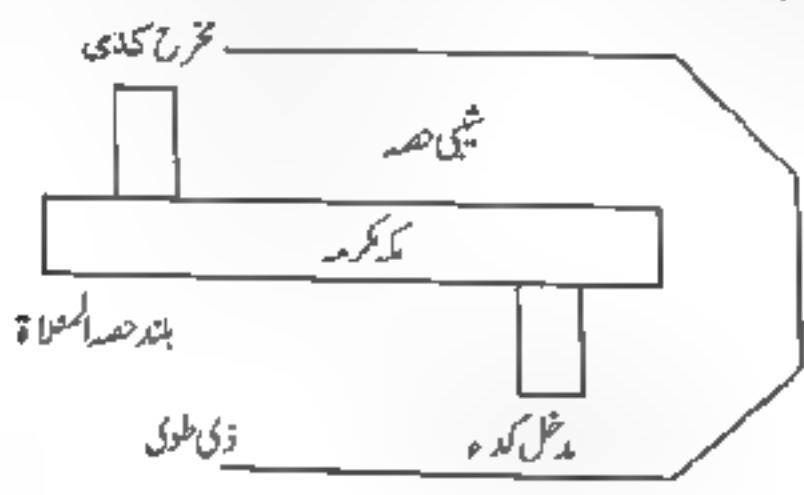 مخرج کدی
شیبی حصہ
مکہ مکرمہ
بلند حصہ المعلاۃ
مدخل کدء
ذی طوی